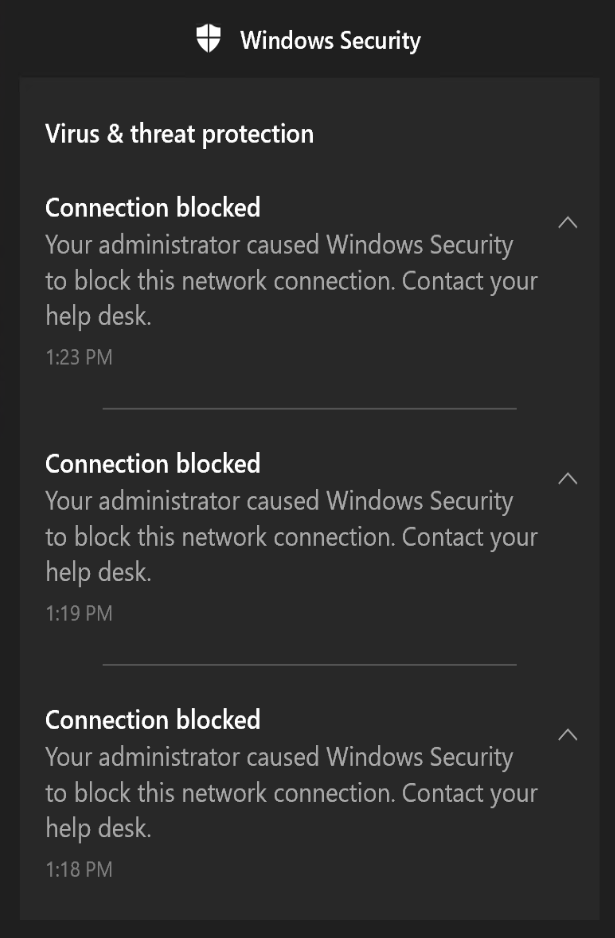 Windows Security
Virus & threat protection
Connection blocked
Your administrator caused Windows Security
to block this network connection. Contact your
help desk.
1:23 PM
Connection blocked
Your administrator caused Windows Security
to block this network connection. Contact your
help desk.
1:19 PM
Connection blocked
Your administrator caused Windows Security
to block this network connection. Contact your
help desk.
1:18 PM